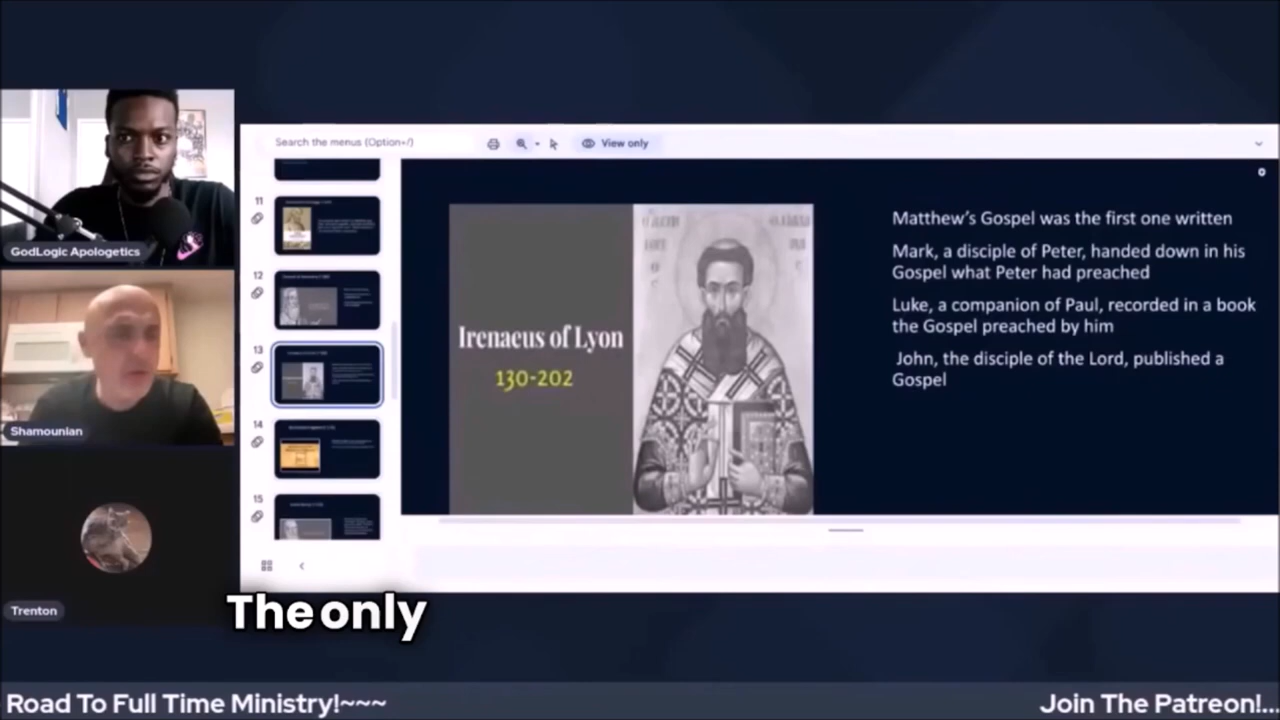 GodLogic Apologetics
Shamounian
Trenton
Search the menus (Option+/)
View only
11
12
13
14
15
Irenaeus of Lyon
130-202
Matthew's Gospel was the first one written
Mark, a disciple of Peter, handed down in his
Gospel what Peter had preached
Luke, a companion of Paul, recorded in a book
the Gospel preached by him
John, the disciple of the Lord, published a
Gospel
The only
Road To Full Time Ministry!~~~
Join The Patreon!...